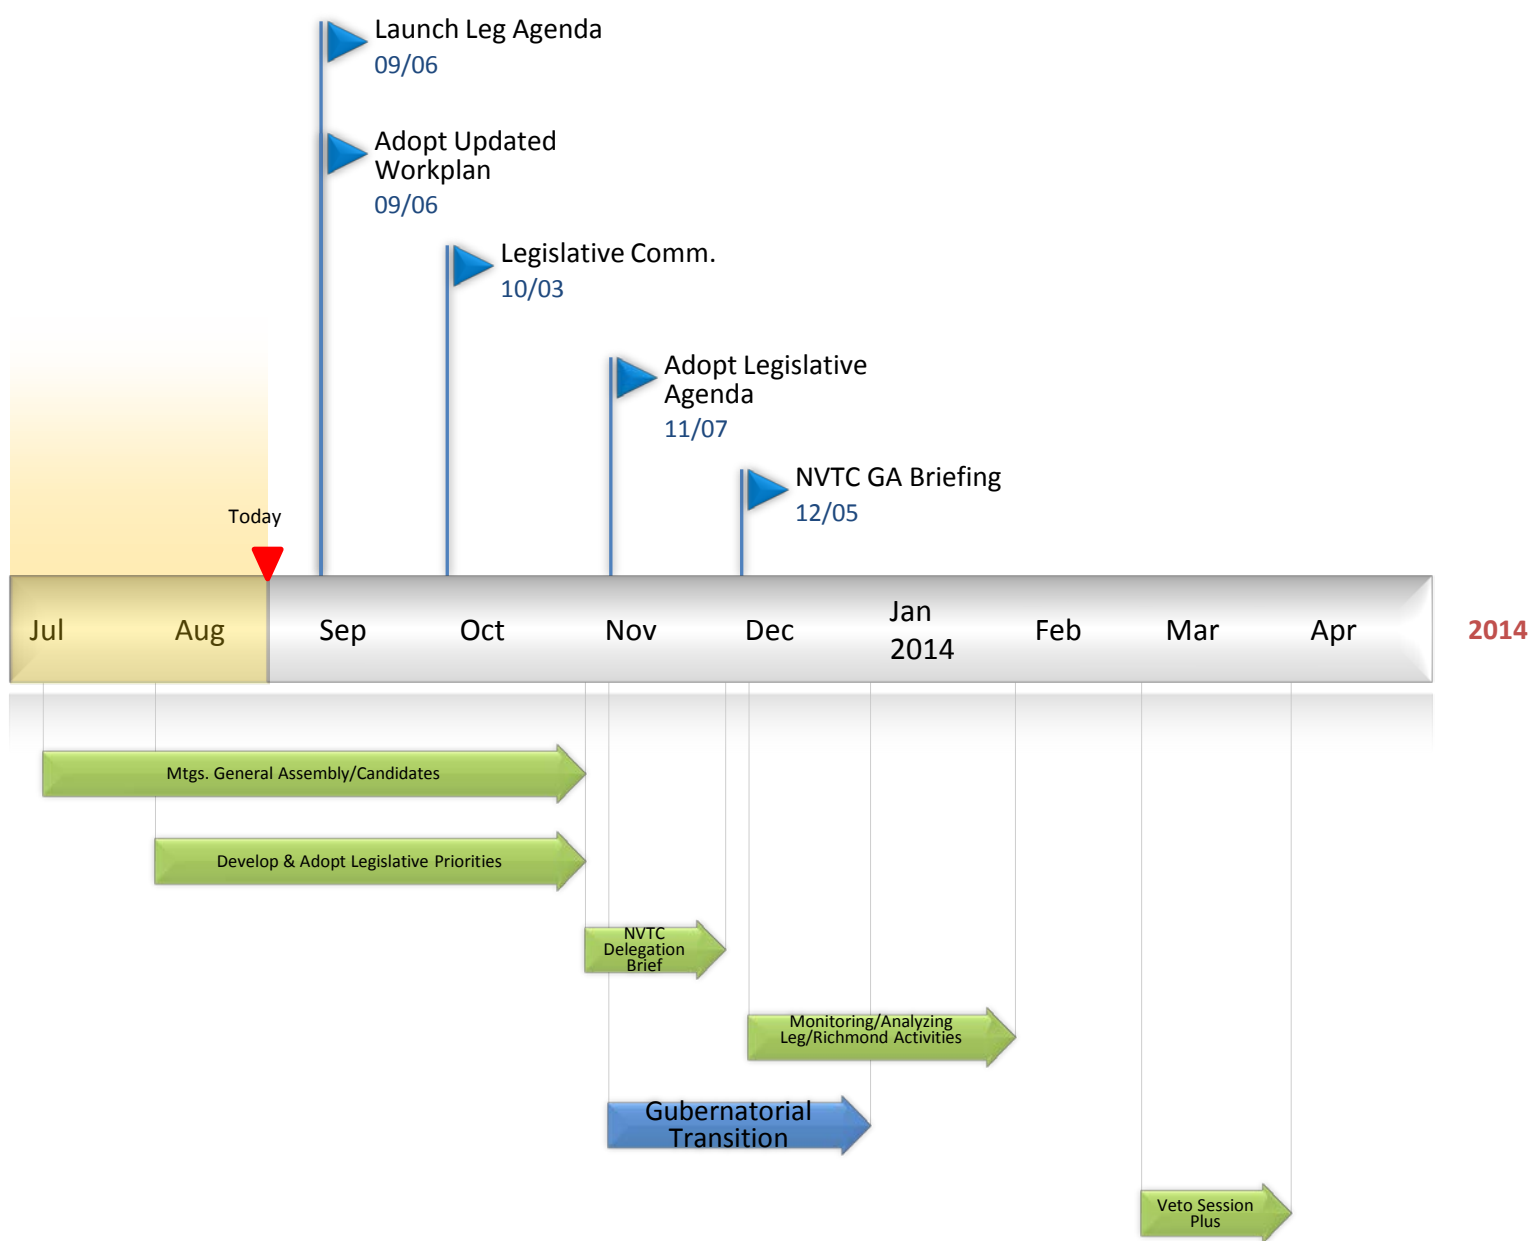 Launch Leg Agenda
09/06
Adopt Updated
Workplan
09/06
Legislative Comm.
10/03
Adopt Legislative
Agenda
11/07
NVTC GA Briefing
12/05
Today
Jul
Aug
Sep
Oct
Nov
Dec
Jan
2014
Feb
Mar
Apr
2014
Mtgs. General Assembly/Candidates
Develop & Adopt Legislative Priorities
NVTC
Delegation
Brief
Monitoring/Analyzing
Leg/Richmond Activities
Gubernatorial
Transition
Veto Session
Plus